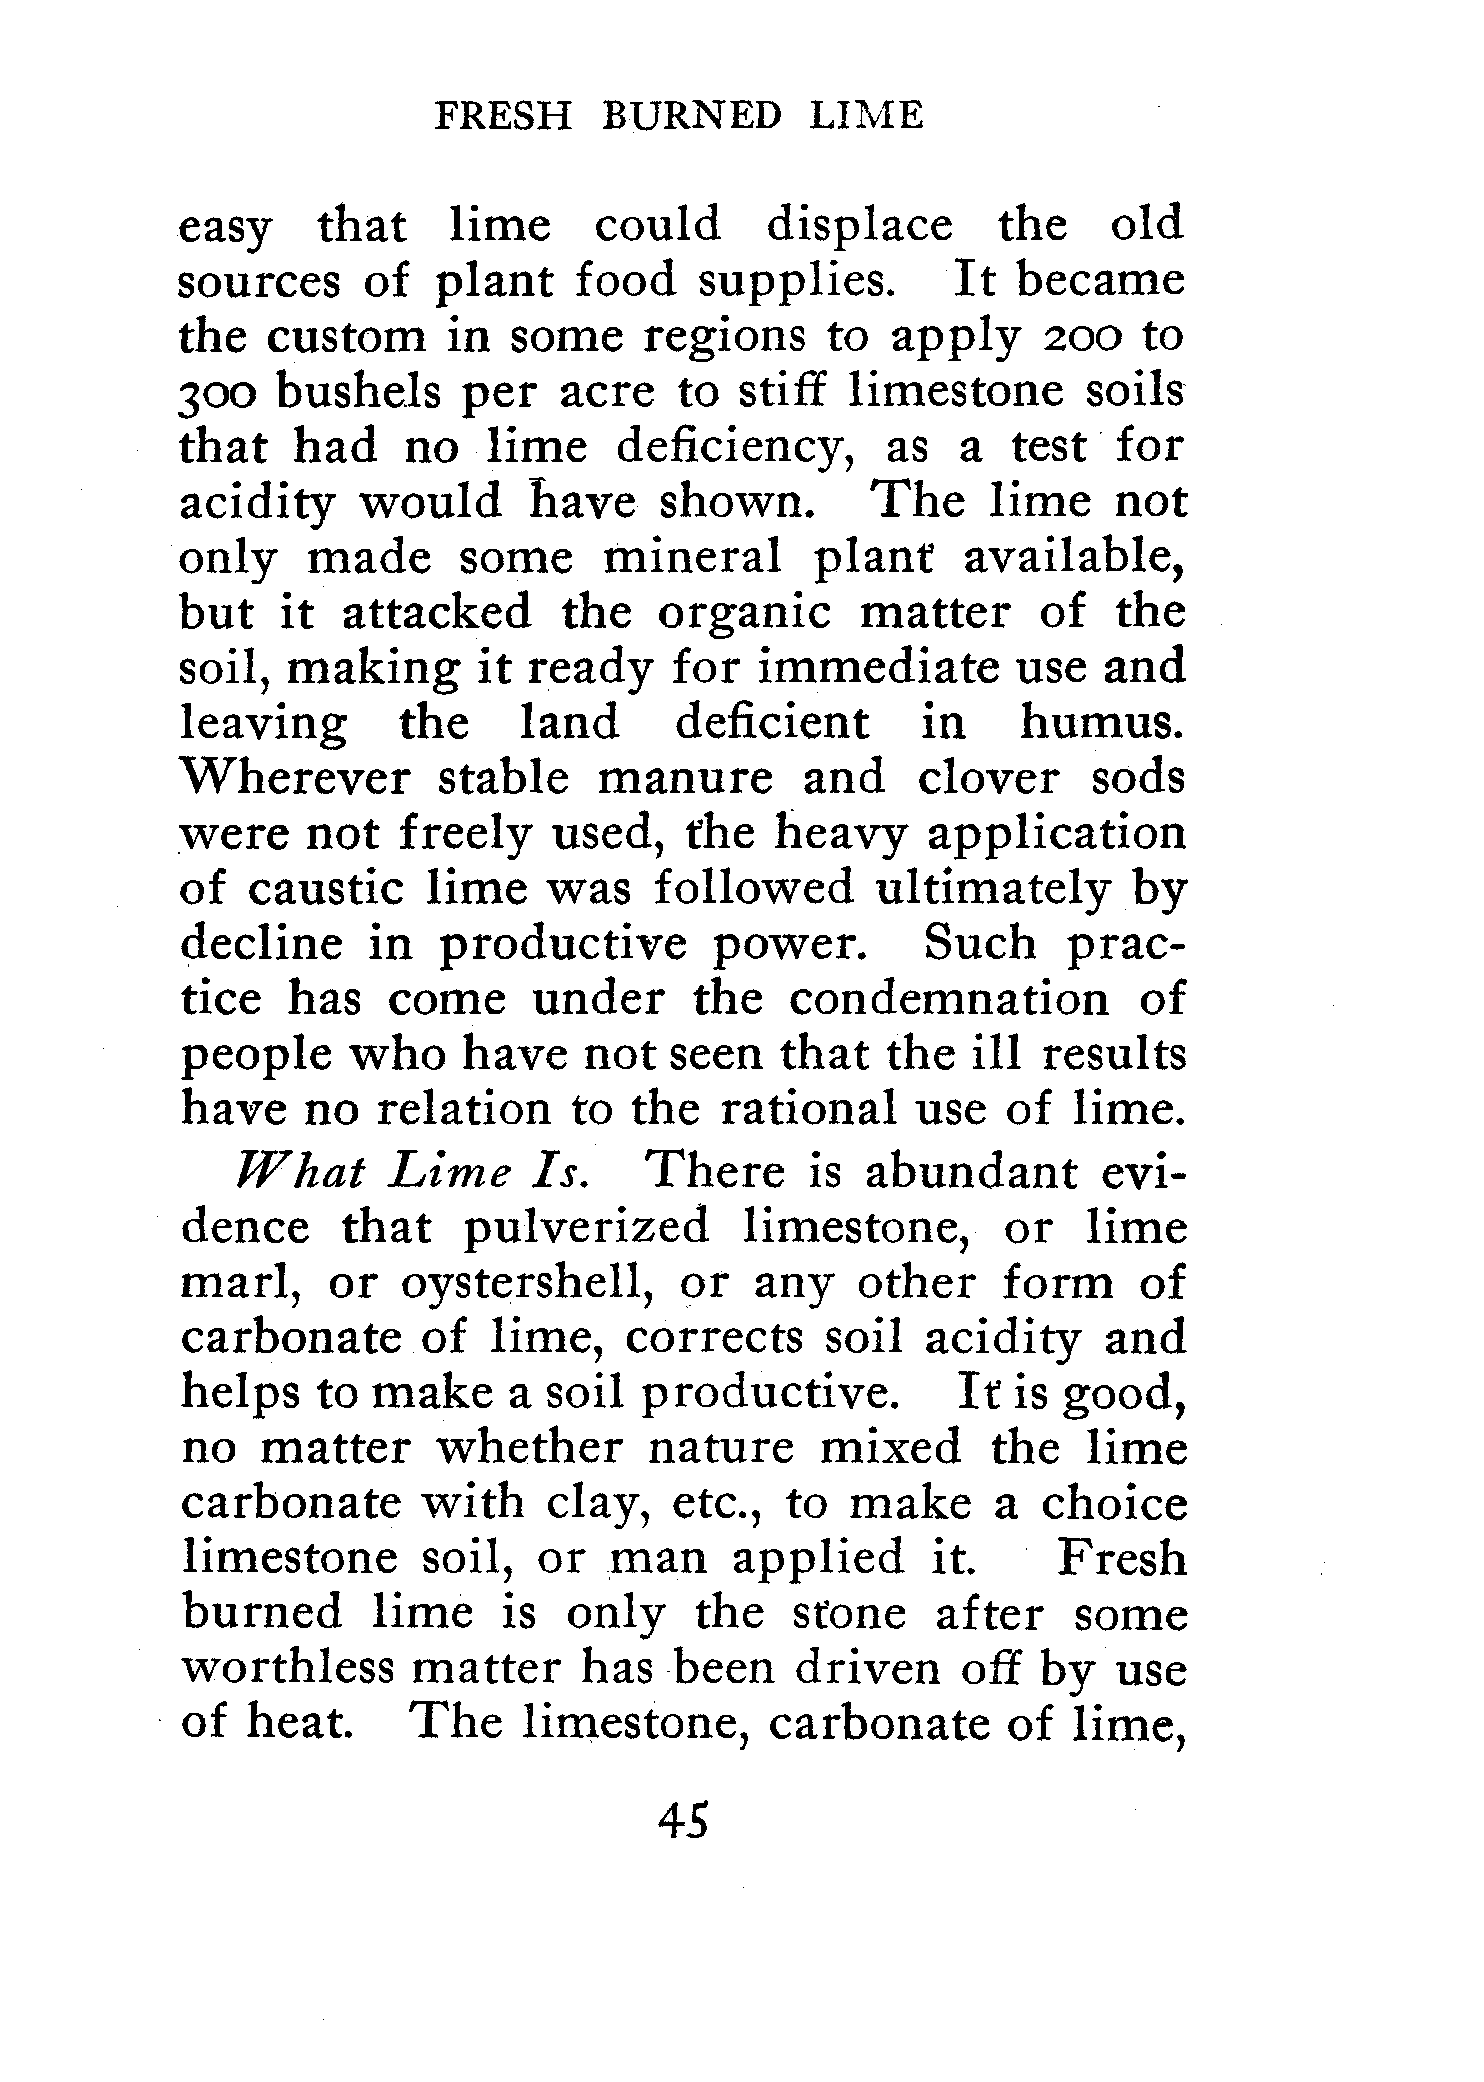 FRESH BURNED LIME
easy that lime could displace the old
sources of plant food supplies. It became
the custom in some regions to apply 200 to
300 bushels per acre to stiff limestone soils
that had no lime deficiency, as a test for
acidity would have shown. The lime not
only made some mineral plant available,
but it attacked the organic matter of the
soil, making it ready for immediate use and
leaving the land deficient in humus.
Wherever stable manure and clover sods
were not freely used, the heavy application
of caustic lime was followed ultimately by
decline in productive power. Such prac-
tice has come under the condemnation of
people who have not seen that the ill results
have no relation to the rational use of lime.
What Lime Is. There is abundant evi-
dence that pulverized limestone, or lime
marl, or oystershell, or any other form of
carbonate of lime, corrects soil acidity and
helps to make a soil productive. It is good,
no matter whether nature mixed the lime
carbonate with clay, etc., to make a choice
limestone soil, or man applied it. Fresh
burned lime is only the stone after some
worthless matter has been driven off by use
of heat. The limestone, carbonate of lime,
45